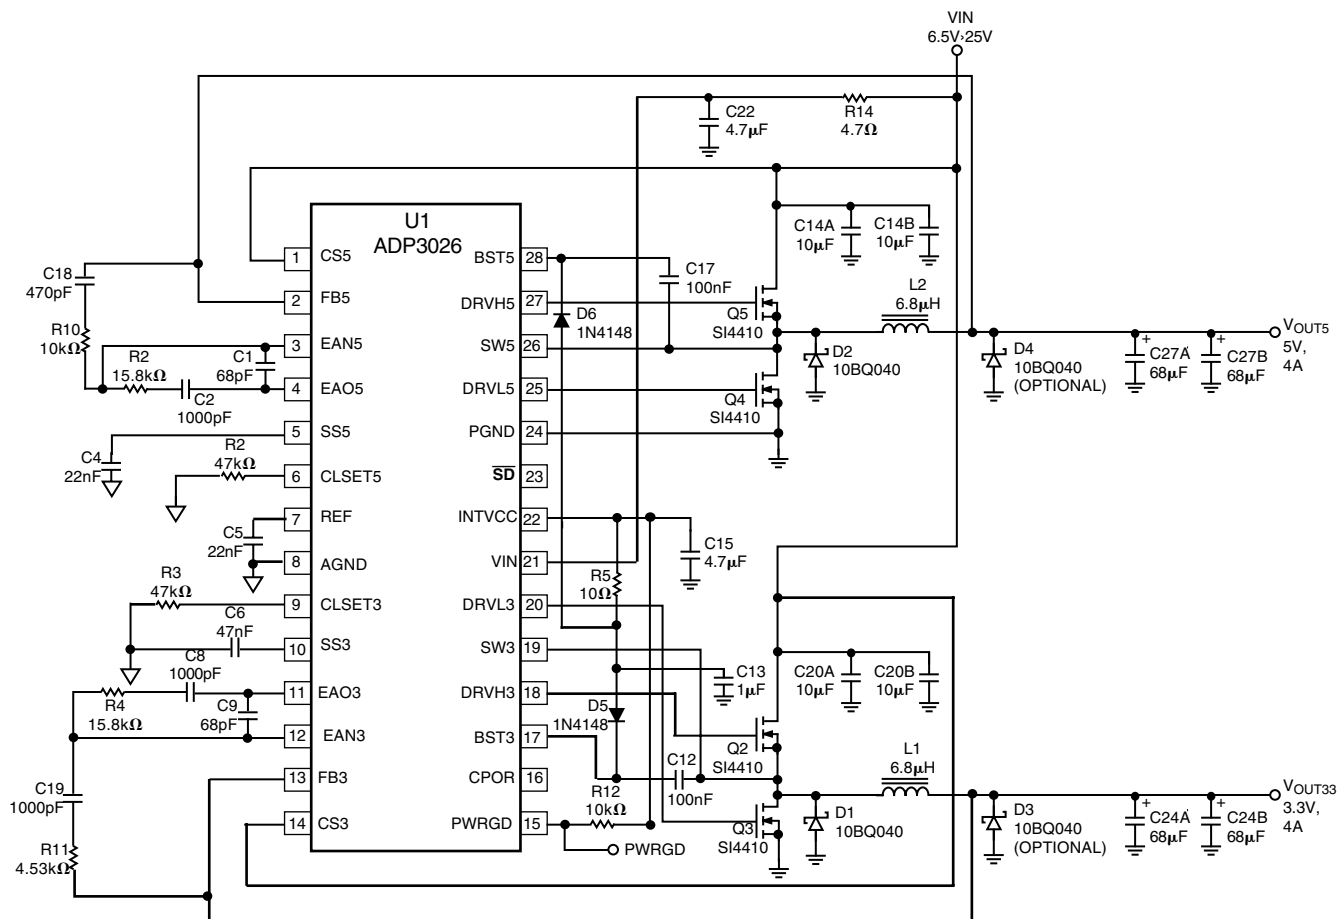 VIN
6.5V›25V
C22
4.7μF
R14
4.7Ω
U1
ADP3026
C18
470pF
R10
10kΩ
R2
15.8kΩ
C1
68pF
C2
1000pF
C4
22nF
R2
47kΩ
C5
22nF
R3
47kΩ
C6
47nF
C8
1000pF
R4
15.8kΩ
C9
68pF
C19
1000pF
R11
4.53kΩ
1 CS5
2 FB5
3 EAN5
4 EAO5
5 SS5
6 CLSET5
7 REF
8 AGND
9 CLSET3
10 SS3
11 EAO3
12 EAN3
13 FB3
14 CS3
BST5 28
DRVH5 27
SW5 26
DRVL5 25
PGND 24
SD 23
INTVCC 22
VIN 21
DRVL3 20
SW3 19
DRVH3 18
BST3 17
CPOR 16
PWRGD 15
D6
1N4148
C17
100nF
C14A
10μF
C14B
10μF
Q5
SI4410
Q4
SI4410
D2
10BQ040
L2
6.8μH
D4
10BQ040
(OPTIONAL)
C27A
68μF
+
C27B
68μF
+
VOUT5
5V,
4A
C15
4.7μF
R5
10Ω
C13
1μF
D5
1N4148
C12
100nF
R12
10kΩ
PWRGD
C20A
10μF
C20B
10μF
Q2
SI4410
Q3
SI4410
D1
10BQ040
L1
6.8μH
D3
10BQ040
(OPTIONAL)
C24A
68μF
+
C24B
68μF
+
VOUT33
3.3V,
4A